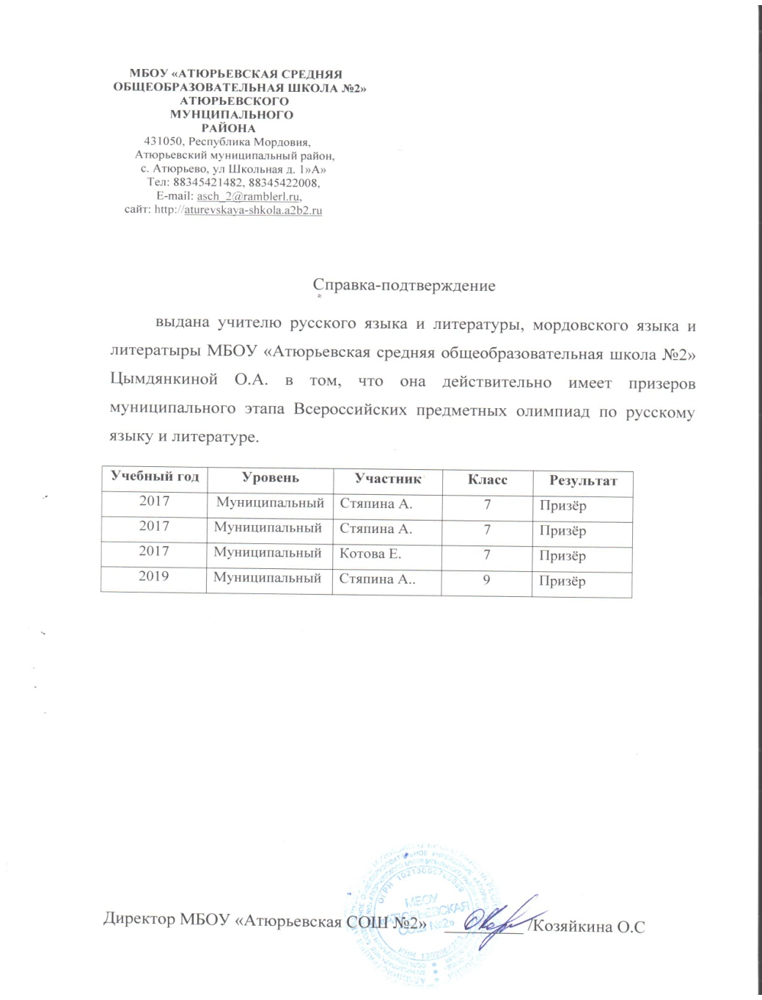 МБОУ «АТЮРЬЕВСКАЯ СРЕДНЯЯ
ОБЩЕОБРАЗОВАТЕЛЬНАЯ ШКОЛА №2»
АТЮРЬЕВСКОГО
МУНЦИПАЛЬНОГО
РАЙОНА
431050, Республика Мордовия,
Атюрьевский муниципальный район,
с. Атюрьево, ул Школьная д. 1»А»
Тел: 88345421482, 88345422008,
E-mail: asch_2@ramblerl.ru,
сайт: http://aturevskaya-shkola.a2b2.ru
Справка-подтверждение
выдана учителю русского языка и литературы, мордовского языка и
литератыры МБОУ «Атюрьевская средняя общеобразовательная школа №2»
Цымдянкиной О.А. в том, что она действительно имеет призеров
муниципального этапа Всероссийских предметных олимпиад по русскому
языку и литературе.
Учебный год Уровень Участник Класс Результат
2017 Муниципальный Стяпина А. 7 Призёр
2017 Муниципальный Стяпина А. 7 Призёр
2017 Муниципальный Котова Е. 7 Призёр
2019 Муниципальный Стяпина А.. 9 Призёр
МБОУ
«АТЮРЬЕВСКАЯ
СОШ №2»
Директор МБОУ «Атюрьевская СОШ №2» _________ /Козяйкина О.С